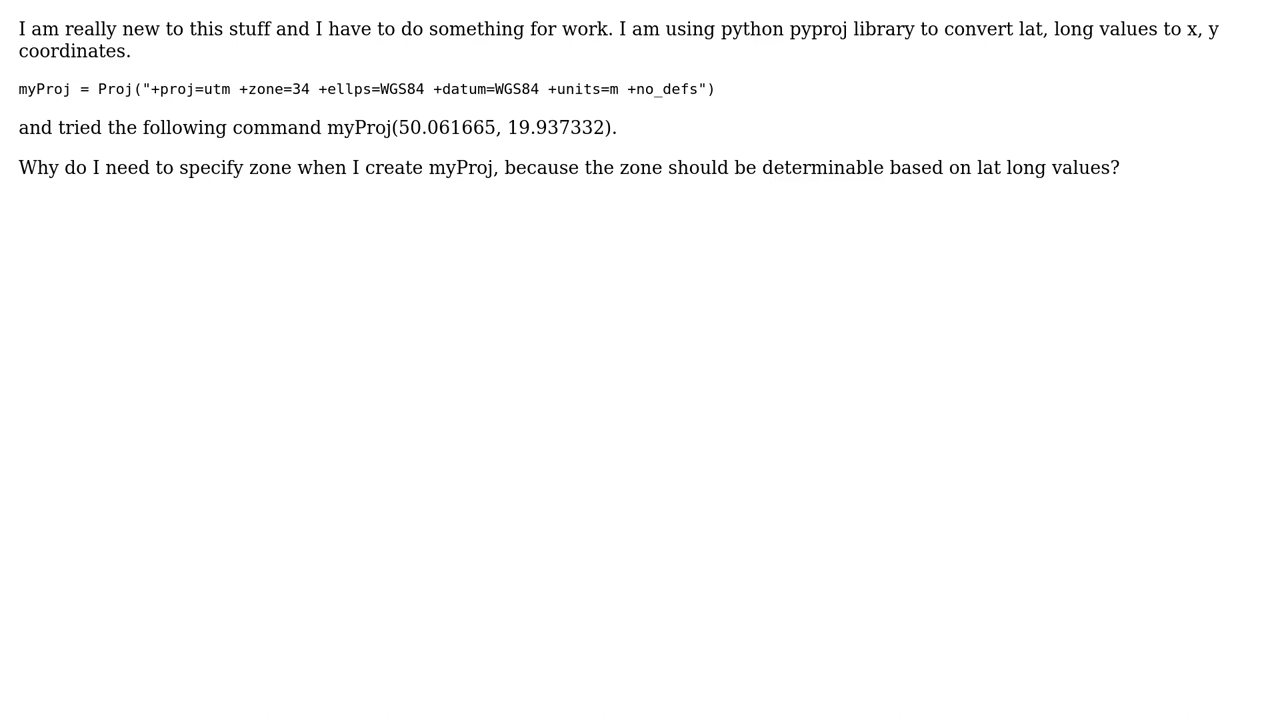 I am really new to this stuff and I have to do something for work. I am using python pyproj library to convert lat, long values to x, y
coordinates.
myProj = Proj("+proj=utm +zone=34 +ellps=WGS84 +datum=WGS84 +units=m +no_defs")
and tried the following command myProj(50.061665, 19.937332).
Why do I need to specify zone when I create myProj, because the zone should be determinable based on lat long values?